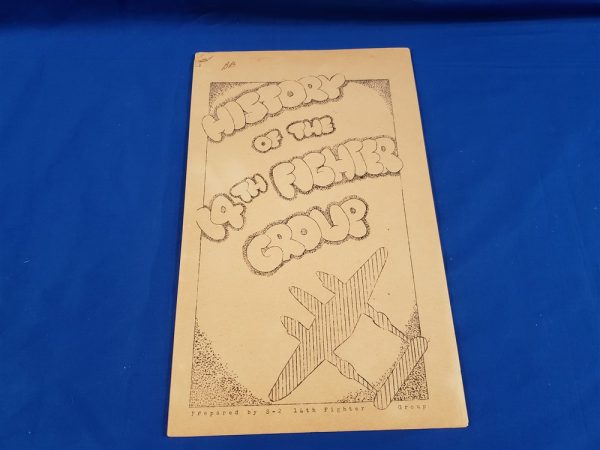 HISTORY
OF THE
14TH FIGHTER
GROUP
Prepared by S-2 14th Fighter Group